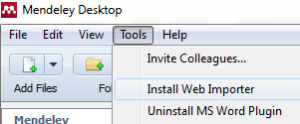 Mendeley Desktop
File Edit View Tools Help
Invite Colleagues...
Install Web Importer
Add Files
Uninstall MS Word Plugin
Mendeley